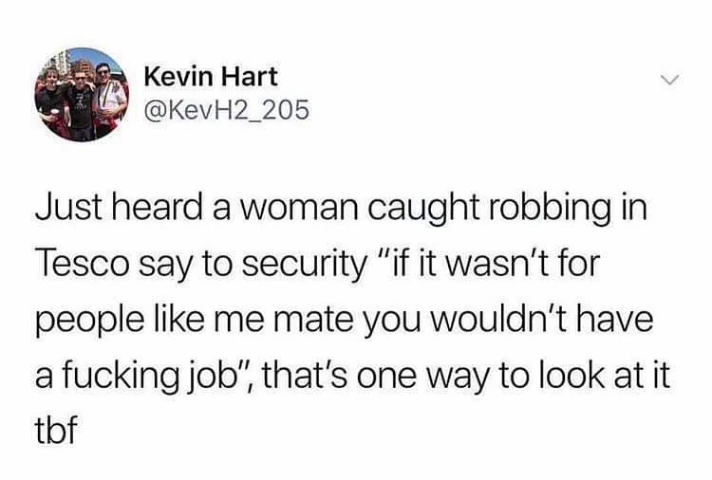 Kevin Hart
@KevH2_205
Just heard a woman caught robbing in
Tesco say to security "if it wasn't for
people like me mate you wouldn't have
a fucking job", that's one way to look at it
tbf